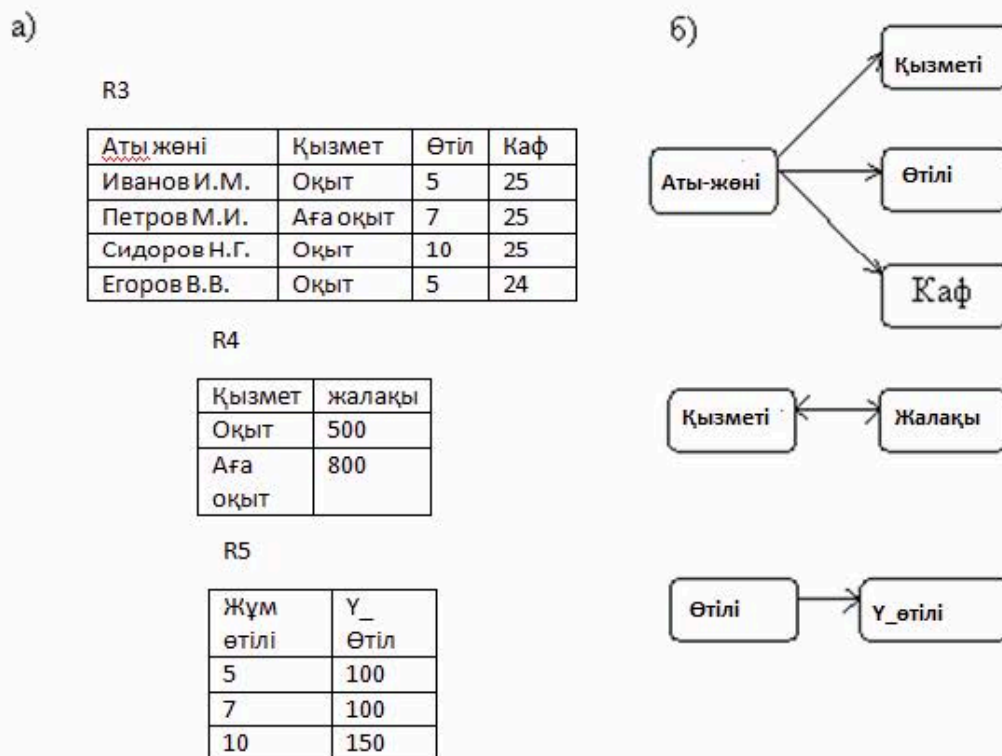 а)
R3
Аты жөні Қызмет Өтіл Каф
Иванов И.М. Оқыт 5 25
Петров М.И. Аға оқыт 7 25
Сидоров Н.Г. Оқыт 10 25
Егоров В.В. Оқыт 5 24
R4
Қызмет жалақы
Оқыт 500
Аға 800
оқыт
R5
Жұм Ү_
өтілі Өтіл
5 100
7 100
10 150
б)
Қызметі
Аты-жөні
Өтілі
Каф
Қызметі Жалақы
Өтілі Ү_өтілі